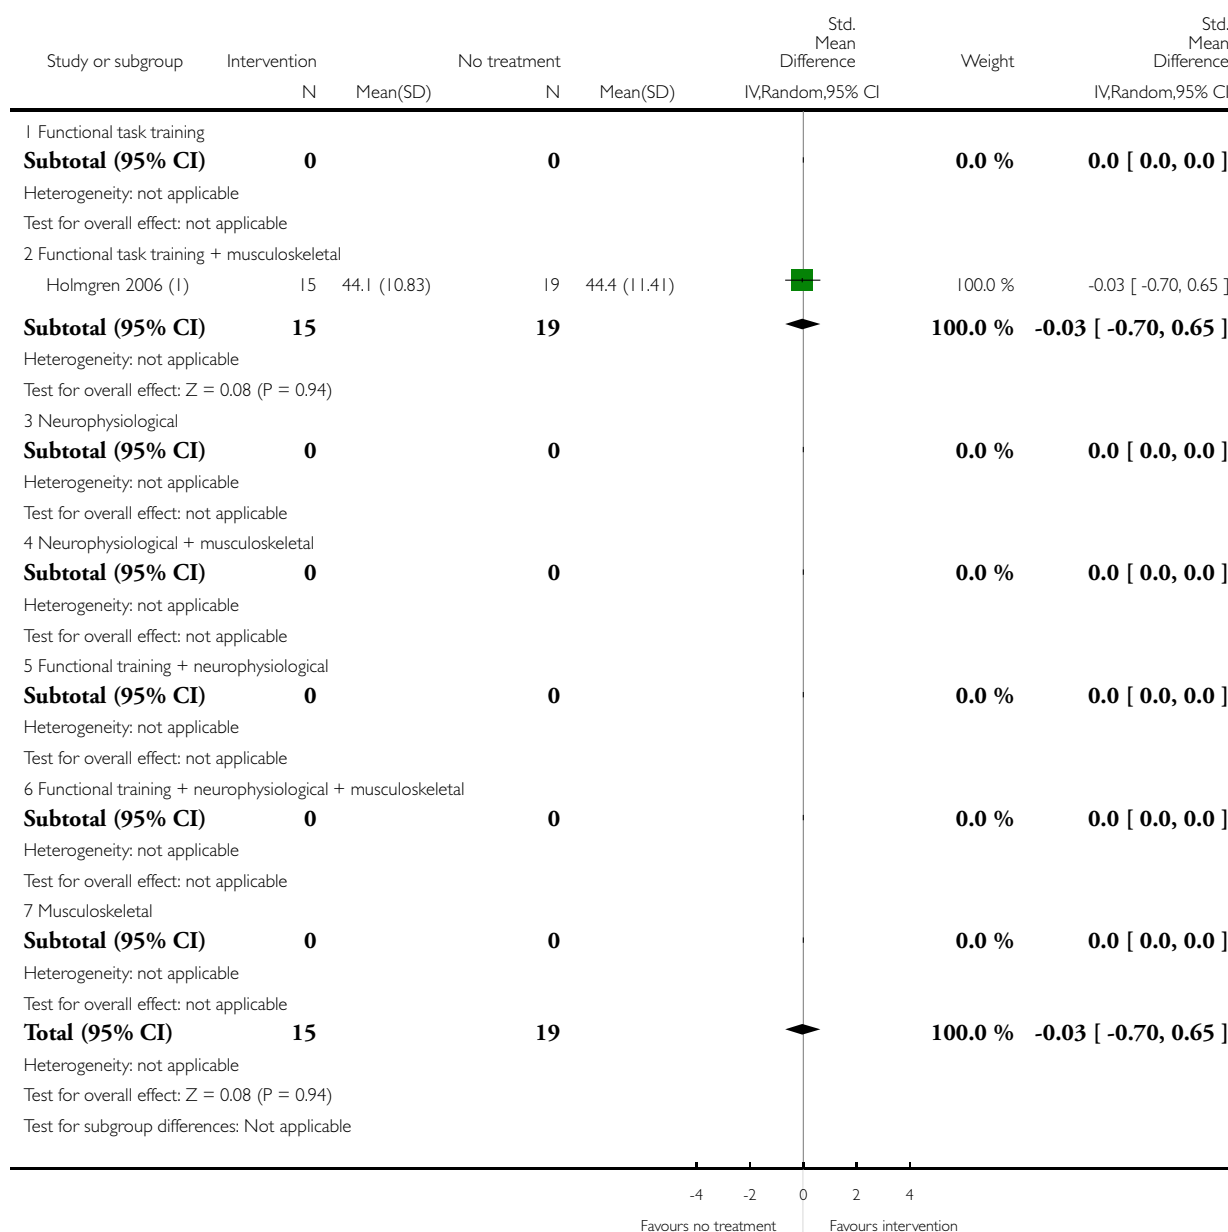 Std.
Mean
Difference
Std.
Mean
Difference
Study or subgroup Intervention No treatment Weight
N Mean(SD) N Mean(SD) IV,Random,95% CI IV,Random,95% CI
1 Functional task training
Subtotal (95% CI) 0 0 0.0 % 0.0 [ 0.0, 0.0 ]
Heterogeneity: not applicable
Test for overall effect: not applicable
2 Functional task training + musculoskeletal
Holmgren 2006 (1) 15 44.1 (10.83) 19 44.4 (11.41) 100.0 % -0.03 [ -0.70, 0.65 ]
Subtotal (95% CI) 15 19 100.0 % -0.03 [ -0.70, 0.65 ]
Heterogeneity: not applicable
Test for overall effect: Z = 0.08 (P = 0.94)
3 Neurophysiological
Subtotal (95% CI) 0 0 0.0 % 0.0 [ 0.0, 0.0 ]
Heterogeneity: not applicable
Test for overall effect: not applicable
4 Neurophysiological + musculoskeletal
Subtotal (95% CI) 0 0 0.0 % 0.0 [ 0.0, 0.0 ]
Heterogeneity: not applicable
Test for overall effect: not applicable
5 Functional training + neurophysiological
Subtotal (95% CI) 0 0 0.0 % 0.0 [ 0.0, 0.0 ]
Heterogeneity: not applicable
Test for overall effect: not applicable
6 Functional training + neurophysiological + musculoskeletal
Subtotal (95% CI) 0 0 0.0 % 0.0 [ 0.0, 0.0 ]
Heterogeneity: not applicable
Test for overall effect: not applicable
7 Musculoskeletal
Subtotal (95% CI) 0 0 0.0 % 0.0 [ 0.0, 0.0 ]
Heterogeneity: not applicable
Test for overall effect: not applicable
Total (95% CI) 15 19 100.0 % -0.03 [ -0.70, 0.65 ]
Heterogeneity: not applicable
Test for overall effect: Z = 0.08 (P = 0.94)
Test for subgroup differences: Not applicable
-4 -2 0 2 4
Favours no treatment Favours intervention